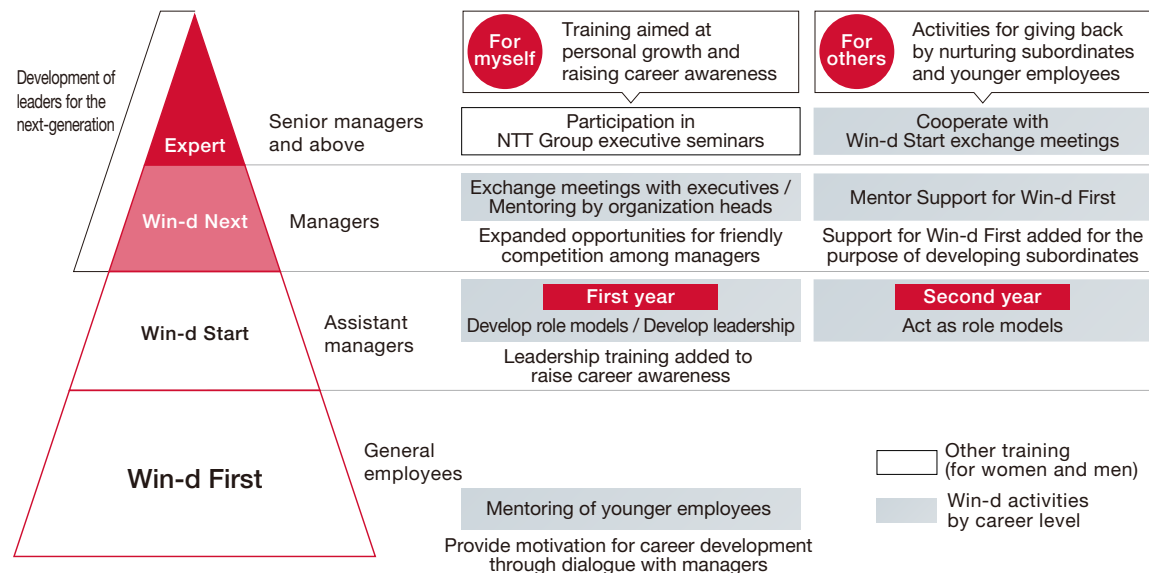 Development of
leaders for the
next-generation
For
myself
Training aimed at
personal growth and
raising career awareness
For
others
Activities for giving back
by nurturing subordinates
and younger employees
Expert
Senior managers
and above
Participation in
NTT Group executive seminars
Cooperate with
Win-d Start exchange meetings
Win-d Next
Managers
Exchange meetings with executives /
Mentoring by organization heads
Expanded opportunities for friendly
competition among managers
Mentor Support for Win-d First
Support for Win-d First added for the
purpose of developing subordinates
Win-d Start
Assistant
managers
First year
Develop role models / Develop leadership
Leadership training added to
raise career awareness
Second year
Act as role models
Win-d First
General
employees
Mentoring of younger employees
Provide motivation for career development
through dialogue with managers
Other training
(for women and men)
Win-d activities
by career level